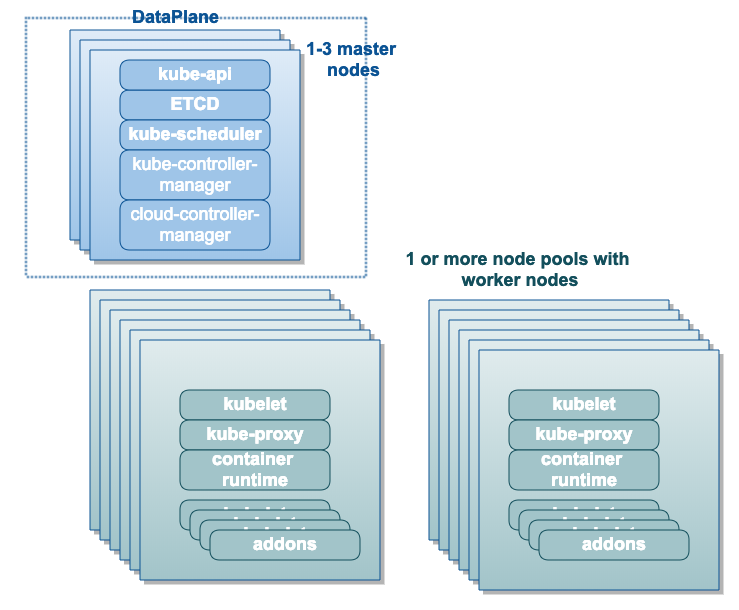 DataPlane
1-3 master
nodes
kube-api
ETCD
kube-scheduler
kube-controller-
manager
cloud-controller-
manager
1 or more node pools with
worker nodes
kubelet
kube-proxy
container
runtime
addons
kubelet
kube-proxy
container
runtime
addons